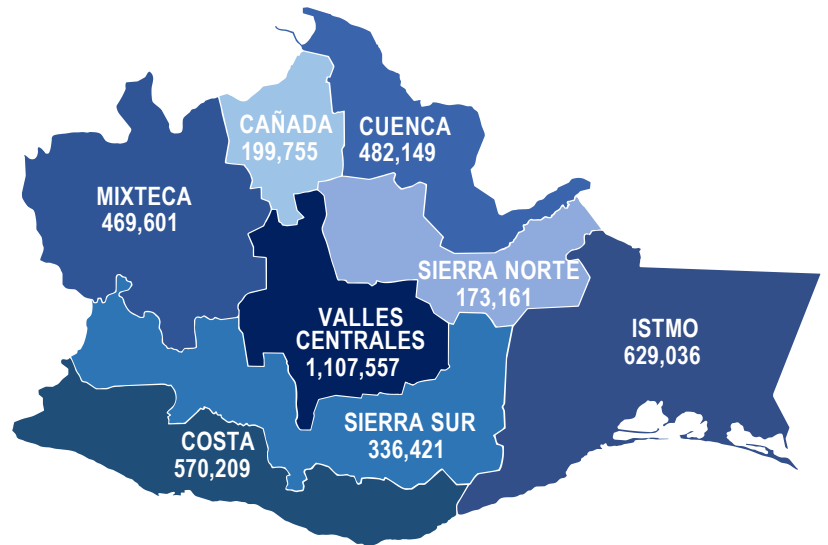 CAÑADA
199,755
CUENCA
482,149
MIXTECA
469,601
SIERRA NORTE
173,161
VALLES
CENTRALES
1,107,557
ISTMO
629,036
SIERRA SUR
336,421
COSTA
570,209